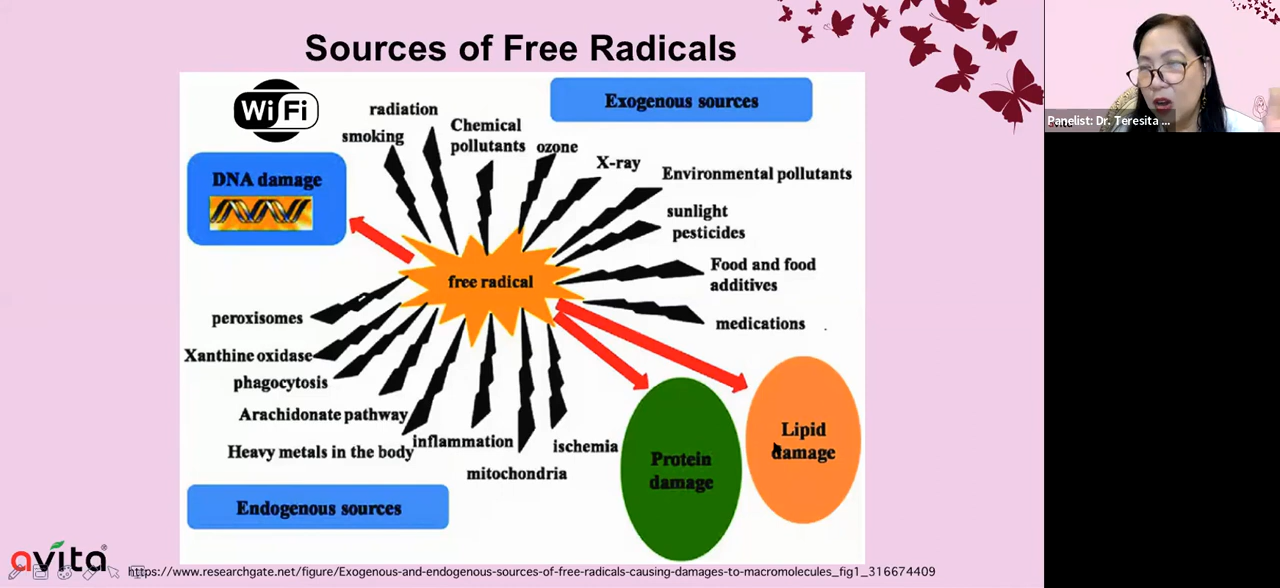 Sources of Free Radicals
WiFi
Exogenous sources
radiation
smoking
Chemical
pollutants
ozone
X-ray
Environmental pollutants
DNA damage
sunlight
pesticides
Food and food
additives
free radical
medications
peroxisomes
Xanthine oxidase
phagocytosis
Arachidonate pathway
Heavy metals in the body
inflammation
mitochondria
ischemia
Protein
damage
Lipid
damage
Endogenous sources
avita®
https://www.researchgate.net/figure/Exogenous-and-endogenous-sources-of-free-radicals-causing-damages-to-macromolecules_fig1_316674409
Panelist: Dr. Teresita ...